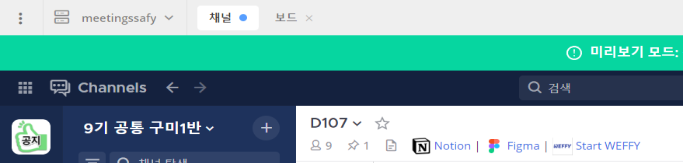 meetingssafy 채널 보드
미리보기 모드:
Channels 검색
공지 9기 공통 구미1반
D107
9 1 Notion | Figma | WEFFY Start WEFFY
채널 탐색